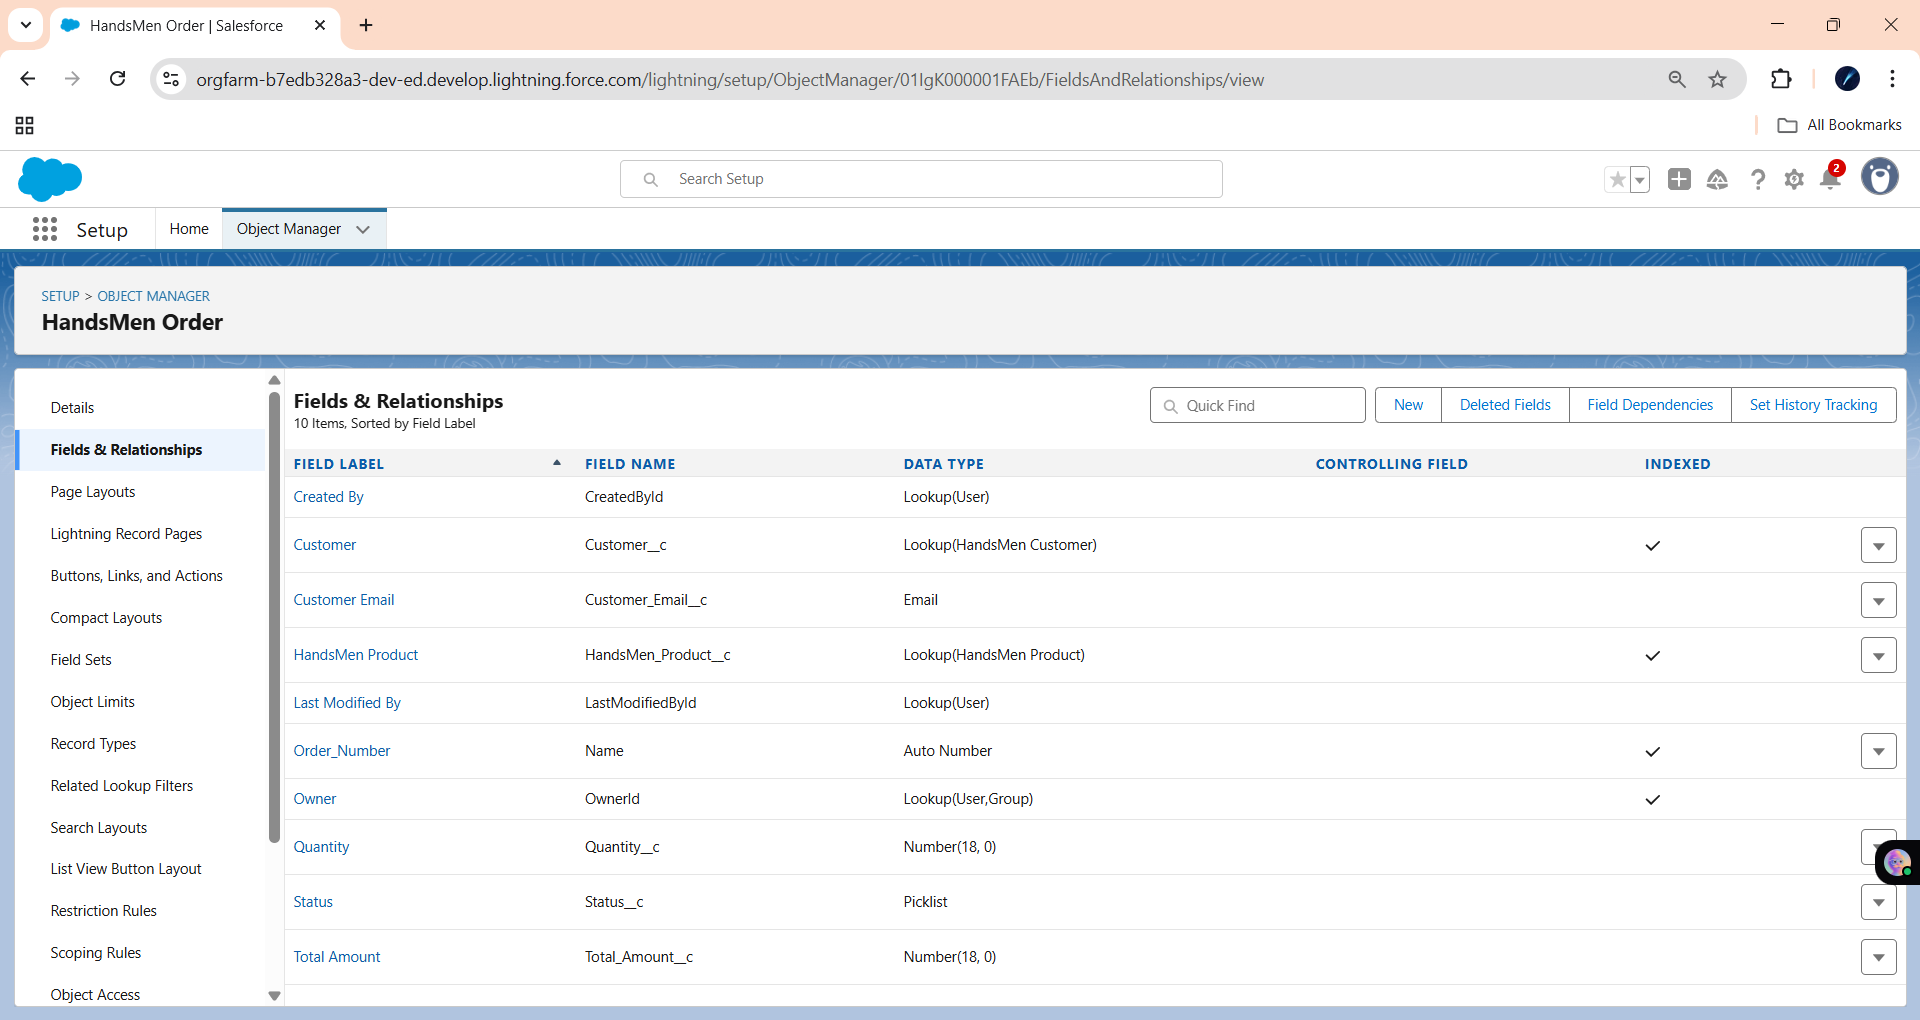 HandsMen Order | Salesforce
orgfarm-b7edb328a3-dev-ed.develop.lightning.force.com/lightning/setup/ObjectManager/01IgK000001FAEb/FieldsAndRelationships/view
All Bookmarks
Search Setup
2
Setup
Home
Object Manager
SETUP > OBJECT MANAGER
HandsMen Order
Details
Fields & Relationships
Page Layouts
Lightning Record Pages
Buttons, Links, and Actions
Compact Layouts
Field Sets
Object Limits
Record Types
Related Lookup Filters
Search Layouts
List View Button Layout
Restriction Rules
Scoping Rules
Object Access
Fields & Relationships
10 Items, Sorted by Field Label
Quick Find
New
Deleted Fields
Field Dependencies
Set History Tracking
FIELD LABEL FIELD NAME DATA TYPE CONTROLLING FIELD INDEXED
Created By CreatedById Lookup(User)
Customer Customer__c Lookup(HandsMen Customer)
Customer Email Customer_Email__c Email
HandsMen Product HandsMen_Product__c Lookup(HandsMen Product)
Last Modified By LastModifiedById Lookup(User)
Order_Number Name Auto Number
Owner OwnerId Lookup(User,Group)
Quantity Quantity__c Number(18, 0)
Status Status__c Picklist
Total Amount Total_Amount__c Number(18, 0)